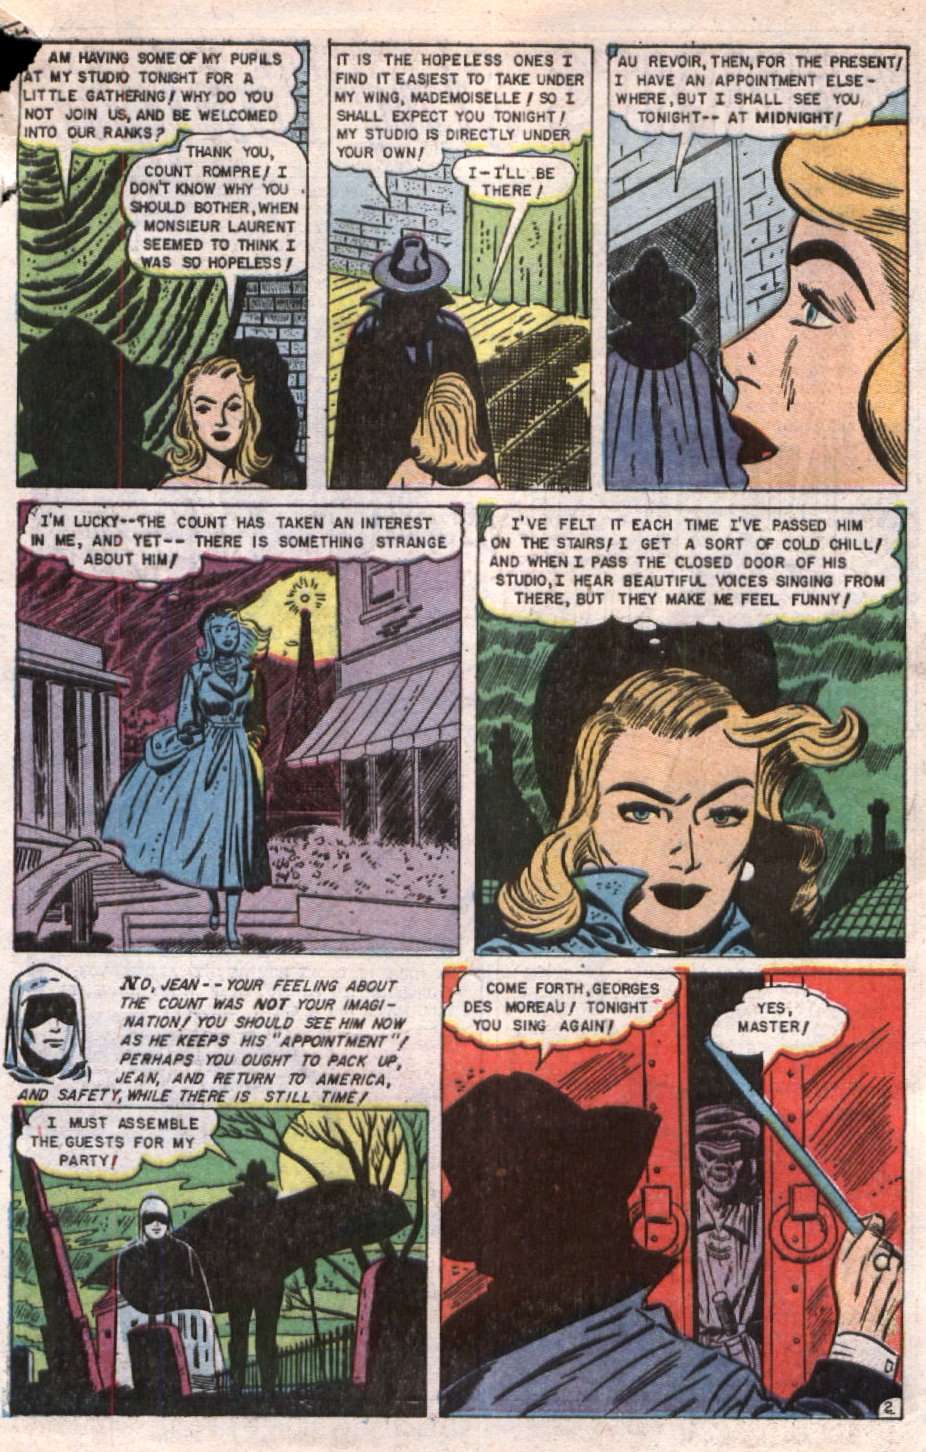 I AM HAVING SOME OF MY PUPILS
AT MY STUDIO TONIGHT FOR A
LITTLE GATHERING! WHY DO YOU
NOT JOIN US, AND BE WELCOMED
INTO OUR RANKS?
THANK YOU,
COUNT ROMPRE! I
DON'T KNOW WHY YOU
SHOULD BOTHER, WHEN
MONSIEUR LAURENT
SEEMED TO THINK I
WAS SO HOPELESS!
IT IS THE HOPELESS ONES I
FIND IT EASIEST TO TAKE UNDER
MY WING, MADEMOISELLE! SO I
SHALL EXPECT YOU TONIGHT!
MY STUDIO IS DIRECTLY UNDER
YOUR OWN!
I-I'LL BE
THERE!
AU REVOIR, THEN, FOR THE PRESENT!
I HAVE AN APPOINTMENT ELSE-
WHERE, BUT I SHALL SEE YOU
TONIGHT-- AT MIDNIGHT!
I'M LUCKY--THE COUNT HAS TAKEN AN INTEREST
IN ME, AND YET-- THERE IS SOMETHING STRANGE
ABOUT HIM!
I'VE FELT IT EACH TIME I'VE PASSED HIM
ON THE STAIRS! I GET A SORT OF COLD CHILL!
AND WHEN I PASS THE CLOSED DOOR OF HIS
STUDIO, I HEAR BEAUTIFUL VOICES SINGING FROM
THERE, BUT THEY MAKE ME FEEL FUNNY!
NO, JEAN--YOUR FEELING ABOUT
THE COUNT WAS NOT YOUR IMAGI-
NATION! YOU SHOULD SEE HIM NOW
AS HE KEEPS HIS "APPOINTMENT"!
PERHAPS YOU OUGHT TO PACK UP,
JEAN, AND RETURN TO AMERICA,
AND SAFETY, WHILE THERE IS STILL TIME!
I MUST ASSEMBLE
THE GUESTS FOR MY
PARTY!
COME FORTH, GEORGES
DES MOREAU! TONIGHT
YOU SING AGAIN!
YES,
MASTER!
2